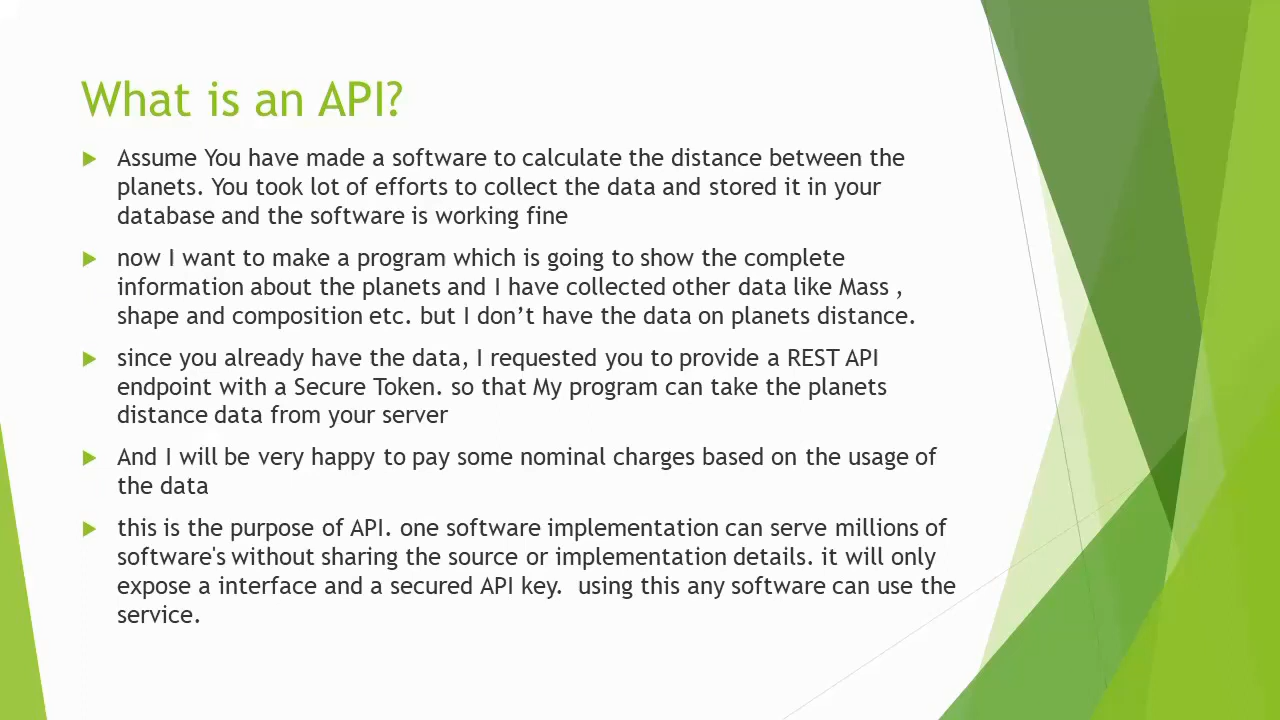 What is an API?
Assume You have made a software to calculate the distance between the
planets. You took lot of efforts to collect the data and stored it in your
database and the software is working fine
now I want to make a program which is going to show the complete
information about the planets and I have collected other data like Mass ,
shape and composition etc. but I don’t have the data on planets distance.
since you already have the data, I requested you to provide a REST API
endpoint with a Secure Token. so that My program can take the planets
distance data from your server
And I will be very happy to pay some nominal charges based on the usage of
the data
this is the purpose of API. one software implementation can serve millions of
software's without sharing the source or implementation details. it will only
expose a interface and a secured API key.  using this any software can use the
service.